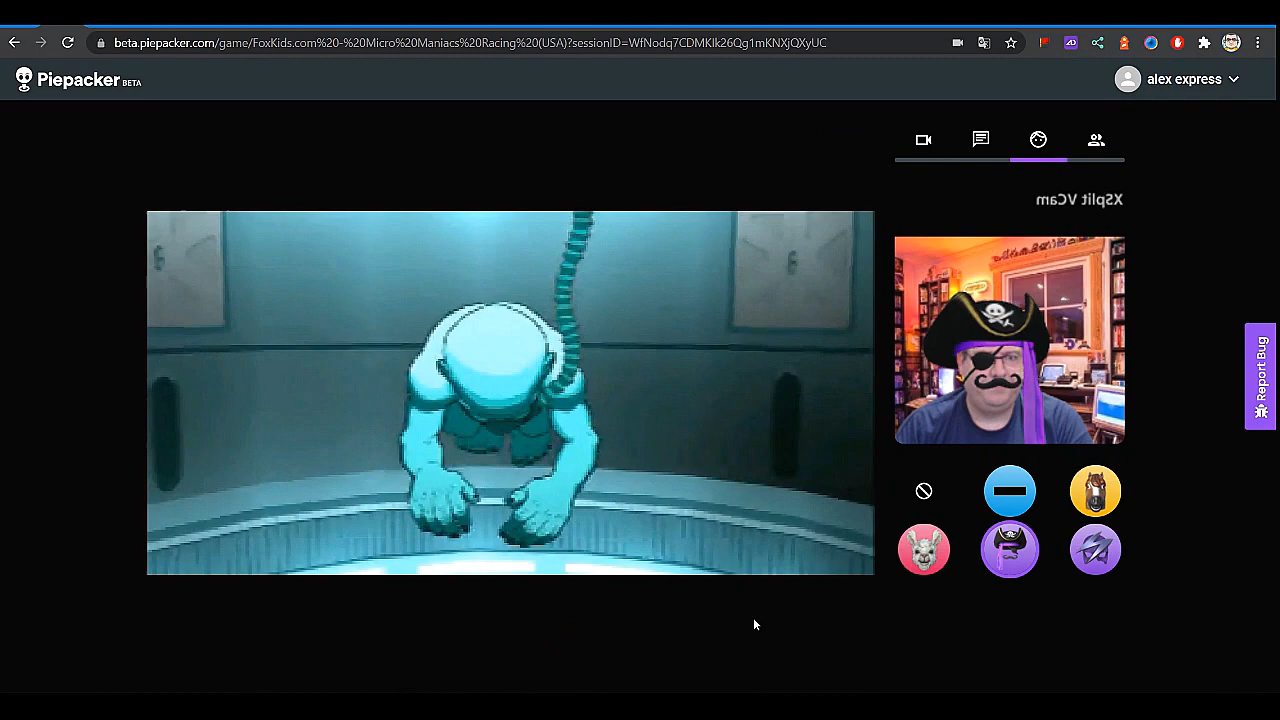 beta.piepacker.com/game/FoxKids.com%20-%20Micro%20Maniacs%20Racing%20(USA)?sessionID=WfNodq7CDMKIk26Qg1mKNXjQXyUC
Piepacker BETA
alex express
XSplit VCam
Report Bug